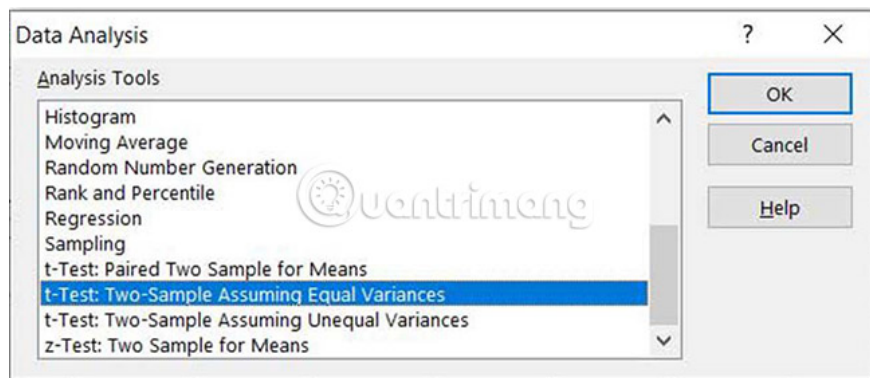 Data Analysis ? ×
Analysis Tools
Histogram
Moving Average
Random Number Generation
Rank and Percentile
Regression
Sampling
t-Test: Paired Two Sample for Means
t-Test: Two-Sample Assuming Equal Variances
t-Test: Two-Sample Assuming Unequal Variances
z-Test: Two Sample for Means
OK
Cancel
Help
Quantrimang